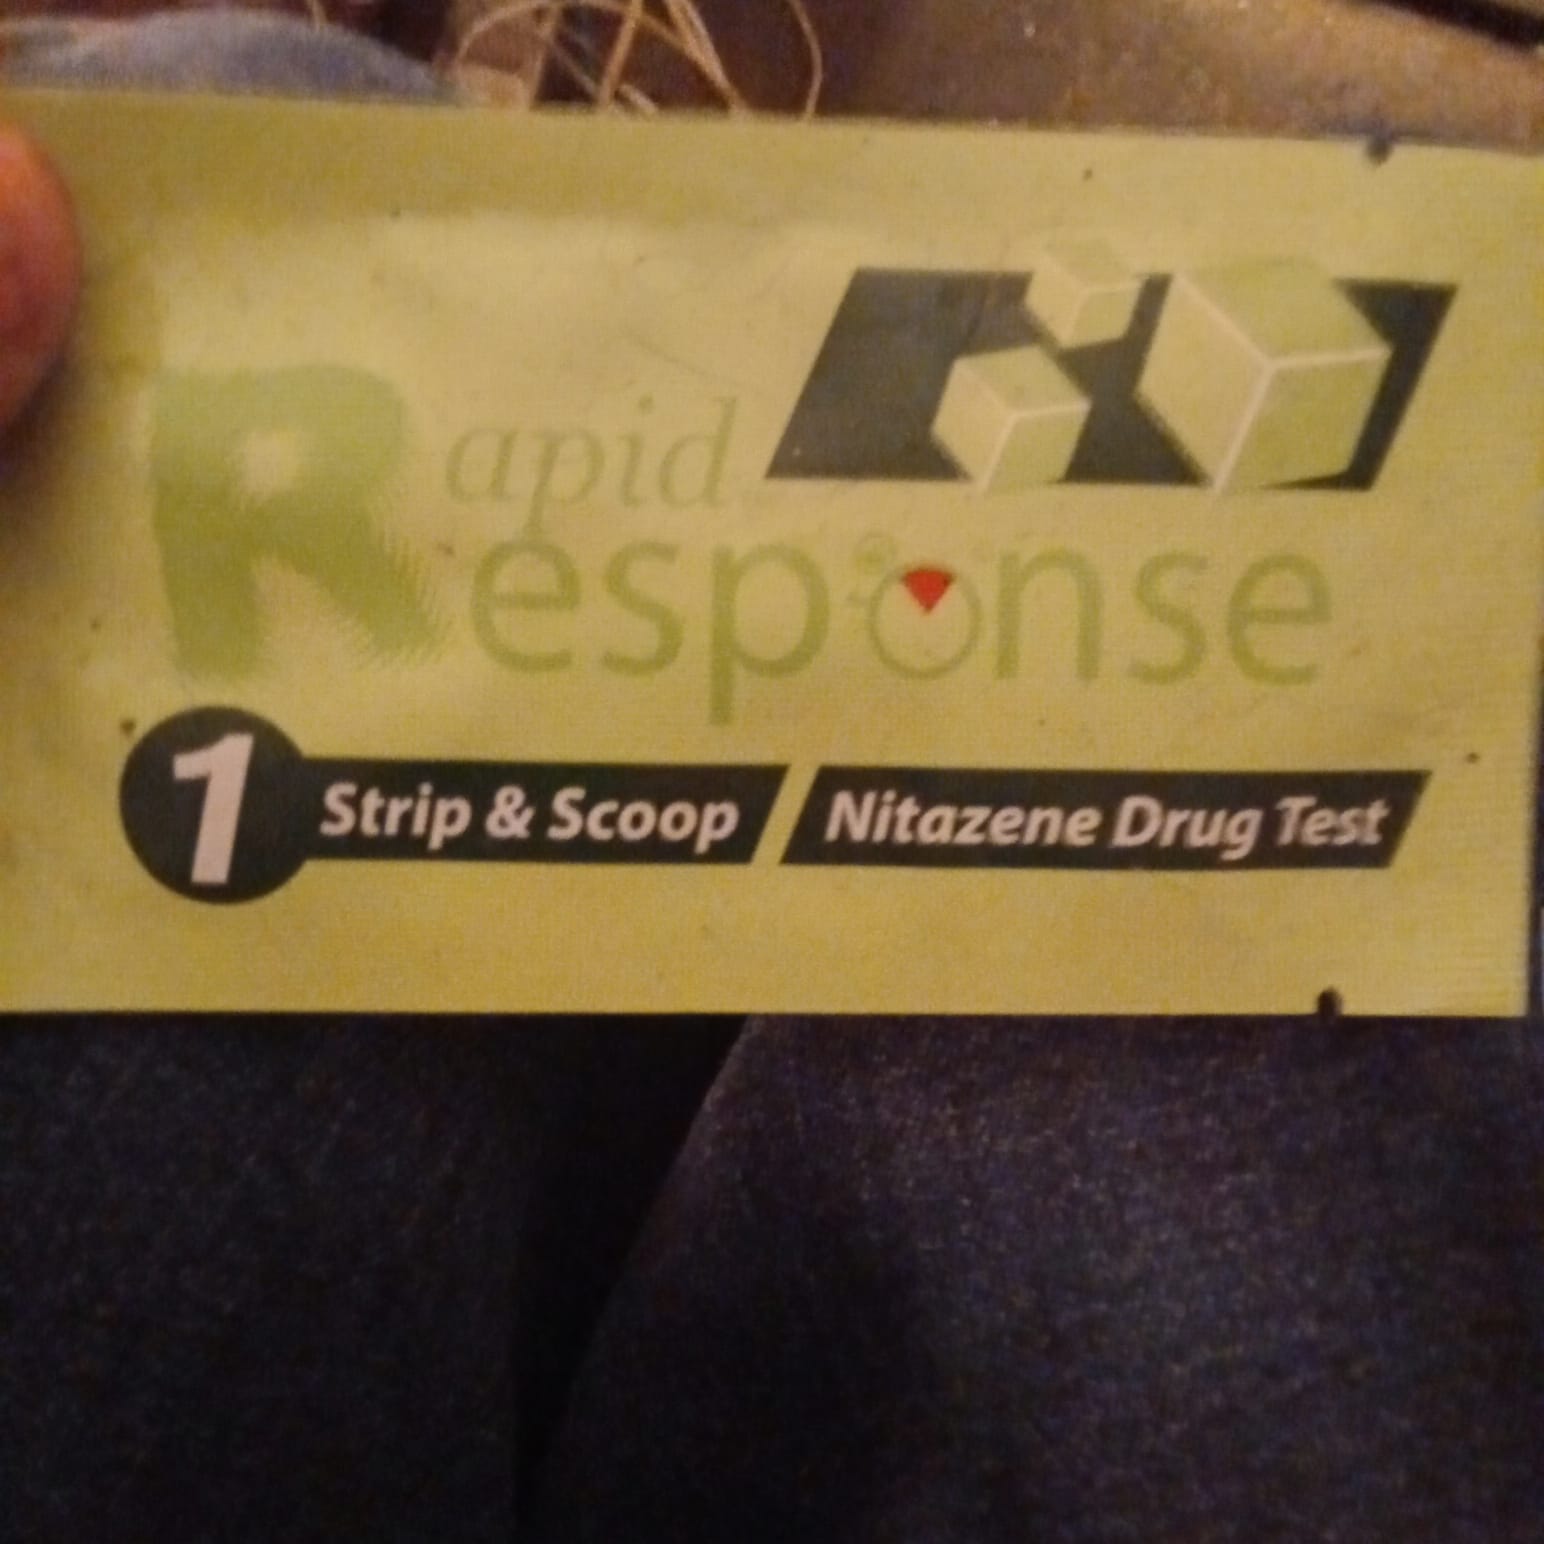 Rapid
Response
1 Strip & Scoop Nitazene Drug Test